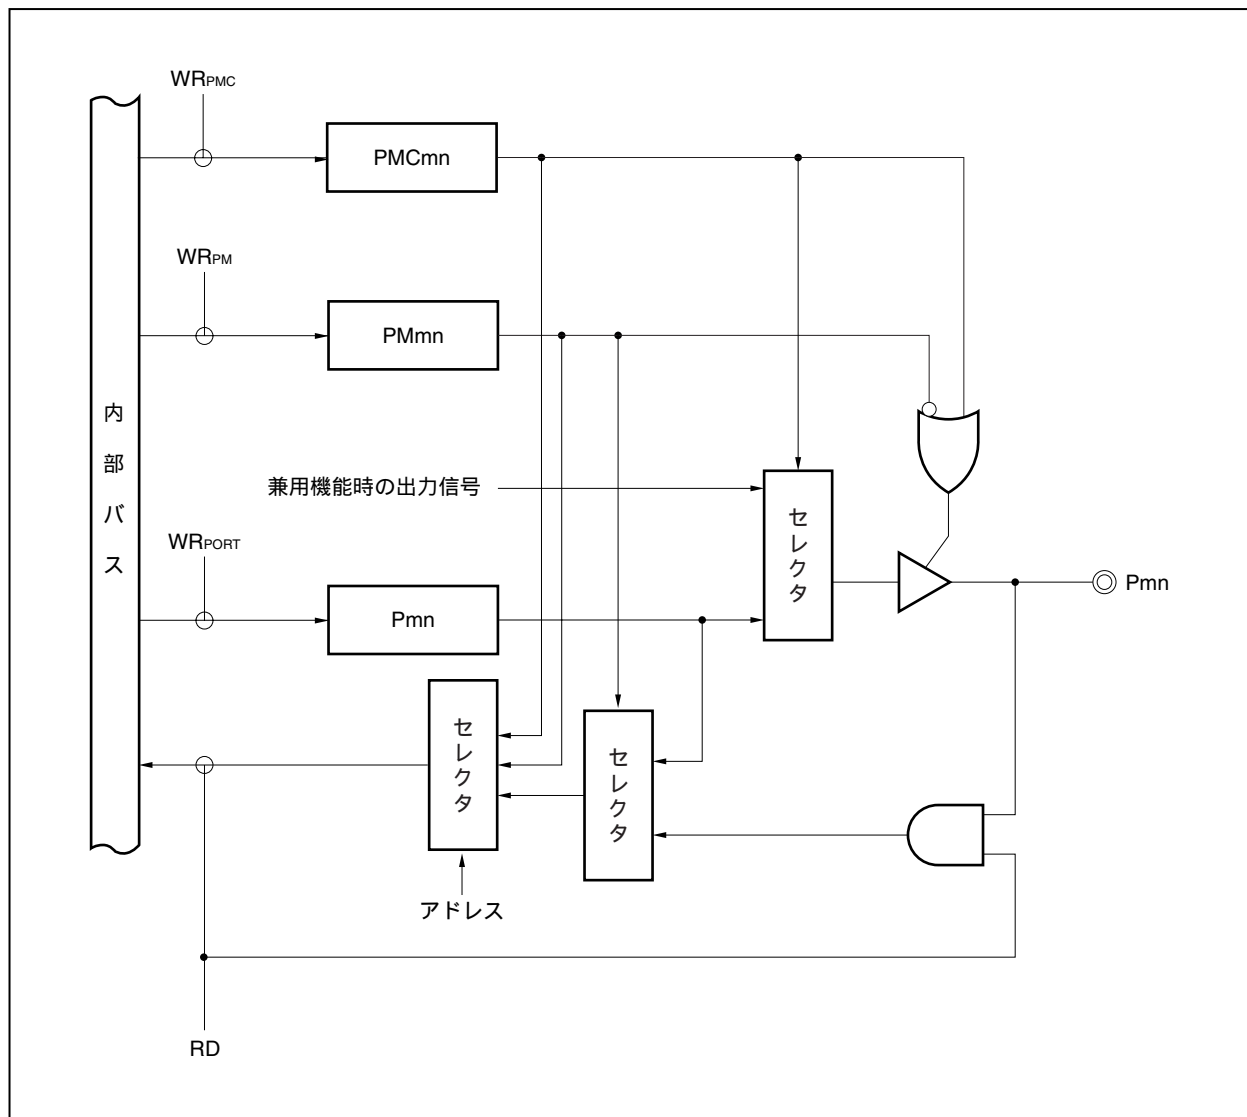 WRPMC
PMCmn
WRPM
PMmn
内部バス
兼用機能時の出力信号
セレクタ
WRPORT
Pmn
Pmn
セレクタ
セレクタ
アドレス
RD